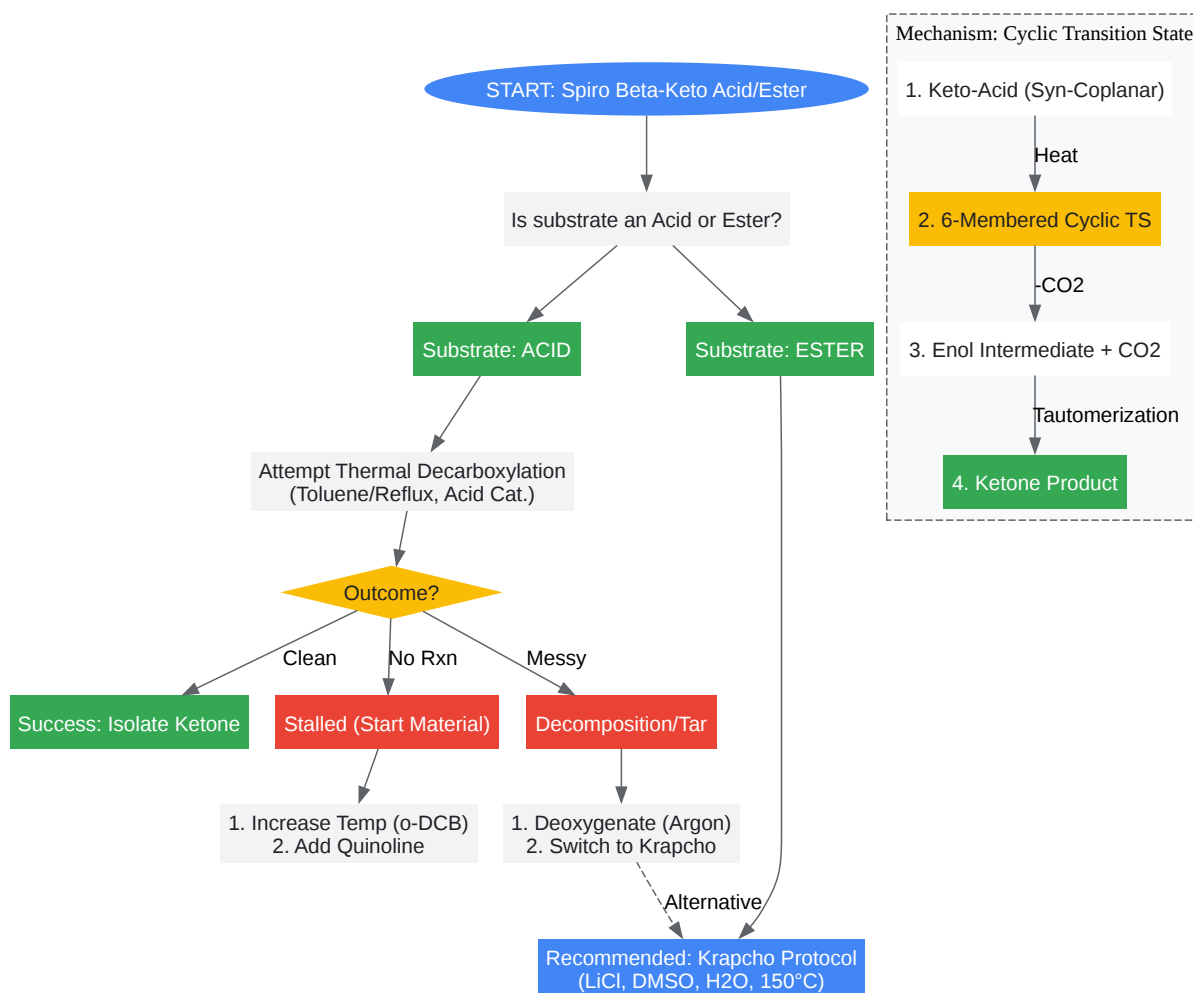 START: Spiro Beta-Keto Acid/Ester
Is substrate an Acid or Ester?
Substrate: ACID
Substrate: ESTER
Attempt Thermal Decarboxylation
(Toluene/Reflux, Acid Cat.)
Outcome?
Clean
No Rxn
Messy
Success: Isolate Ketone
Stalled (Start Material)
Decomposition/Tar
1. Increase Temp (o-DCB)
2. Add Quinoline
1. Deoxygenate (Argon)
2. Switch to Krapcho
Alternative
Recommended: Krapcho Protocol
(LiCl, DMSO, H2O, 150°C)
Mechanism: Cyclic Transition State
1. Keto-Acid (Syn-Coplanar)
Heat
2. 6-Membered Cyclic TS
-CO2
3. Enol Intermediate + CO2
Tautomerization
4. Ketone Product